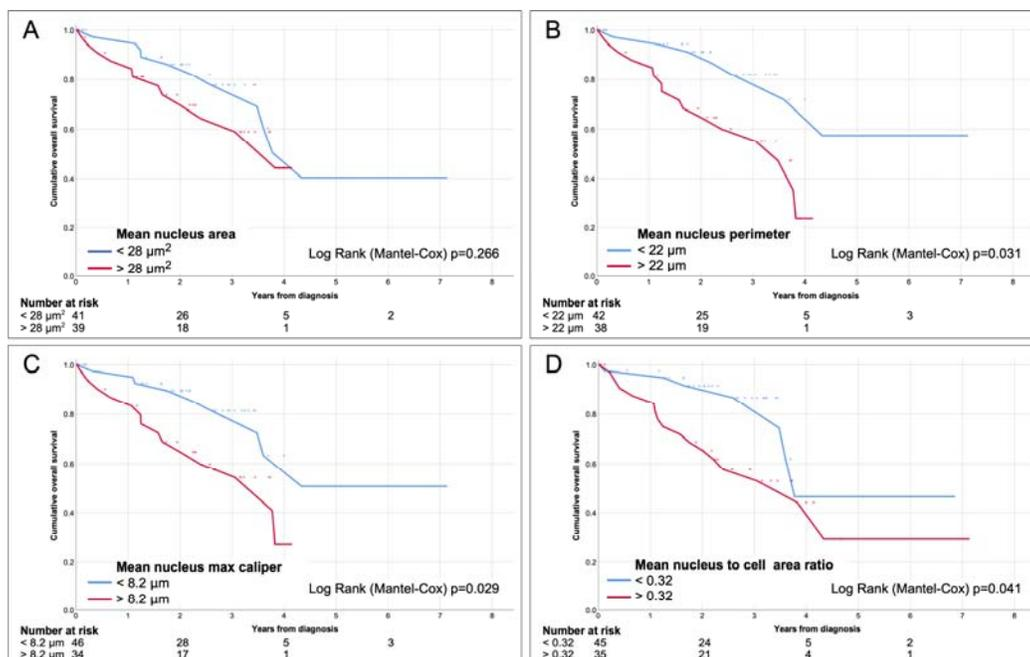 A
Cumulative overall survival
1.0
0.8
0.6
0.4
0.2
0.0
Mean nucleus area
< 28 µm²
> 28 µm²
Log Rank (Mantel-Cox) p=0.266
0 1 2 3 4 5 6 7 8
Years from diagnosis
Number at risk
< 28 µm² 41 26 5 2
> 28 µm² 39 18 1
B
Cumulative overall survival
1.0
0.8
0.6
0.4
0.2
0.0
Mean nucleus perimeter
< 22 µm
> 22 µm
Log Rank (Mantel-Cox) p=0.031
0 1 2 3 4 5 6 7 8
Years from diagnosis
Number at risk
< 22 µm 42 25 5 3
> 22 µm 38 19 1
C
Cumulative overall survival
1.0
0.8
0.6
0.4
0.2
0.0
Mean nucleus max caliper
< 8.2 µm
> 8.2 µm
Log Rank (Mantel-Cox) p=0.029
0 1 2 3 4 5 6 7 8
Years from diagnosis
Number at risk
< 8.2 µm 46 28 5 3
> 8.2 µm 34 17 1
D
Cumulative overall survival
1.0
0.8
0.6
0.4
0.2
0.0
Mean nucleus to cell area ratio
< 0.32
> 0.32
Log Rank (Mantel-Cox) p=0.041
0 1 2 3 4 5 6 7 8
Years from diagnosis
Number at risk
< 0.32 45 24 5 2
> 0.32 35 21 4 1